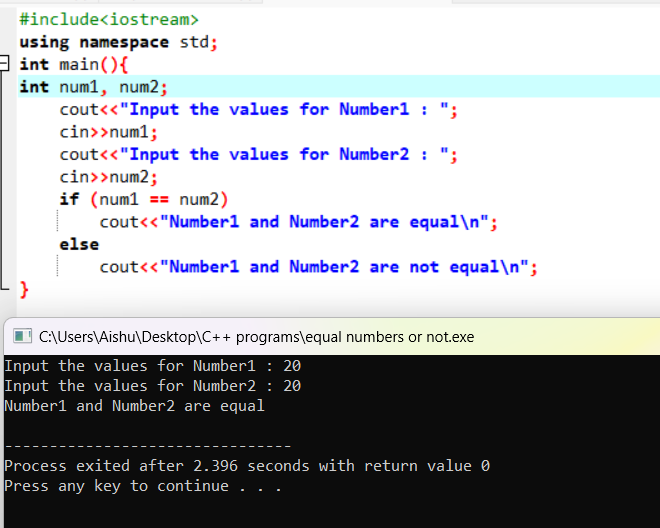 #include<iostream>
using namespace std;
int main(){
int num1, num2;
    cout<<"Input the values for Number1 : ";
    cin>>num1;
    cout<<"Input the values for Number2 : ";
    cin>>num2;
    if (num1 == num2)
        cout<<"Number1 and Number2 are equal\n";
    else
        cout<<"Number1 and Number2 are not equal\n";
}
C:\Users\Aishu\Desktop\C++ programs\equal numbers or not.exe
Input the values for Number1 : 20
Input the values for Number2 : 20
Number1 and Number2 are equal
--------------------------------
Process exited after 2.396 seconds with return value 0
Press any key to continue . . .